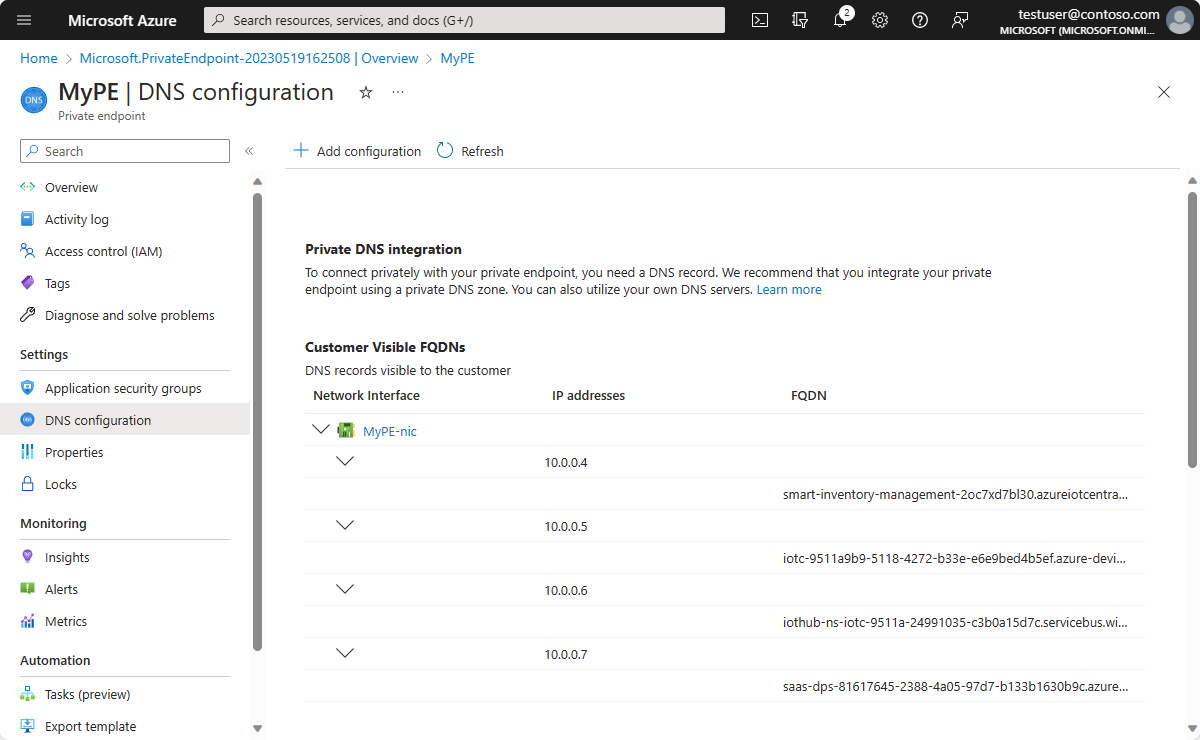 Microsoft Azure
Search resources, services, and docs (G+/)
2
testuser@contoso.com
MICROSOFT (MICROSOFT.ONMI...
Home > Microsoft.PrivateEndpoint-20230519162508 | Overview > MyPE
DNS
MyPE | DNS configuration
Private endpoint
Search
Add configuration
Refresh
Overview
Activity log
Access control (IAM)
Tags
Diagnose and solve problems
Settings
Application security groups
DNS configuration
Properties
Locks
Monitoring
Insights
Alerts
Metrics
Automation
Tasks (preview)
Export template
Private DNS integration
To connect privately with your private endpoint, you need a DNS record. We recommend that you integrate your private
endpoint using a private DNS zone. You can also utilize your own DNS servers. Learn more
Customer Visible FQDNs
DNS records visible to the customer
Network Interface IP addresses FQDN
MyPE-nic
10.0.0.4
smart-inventory-management-2oc7xd7bl30.azureiotcentra...
10.0.0.5
iotc-9511a9b9-5118-4272-b33e-e6e9bed4b5ef.azure-devi...
10.0.0.6
iothub-ns-iotc-9511a-24991035-c3b0a15d7c.servicebus.wi...
10.0.0.7
saas-dps-81617645-2388-4a05-97d7-b133b1630b9c.azure...